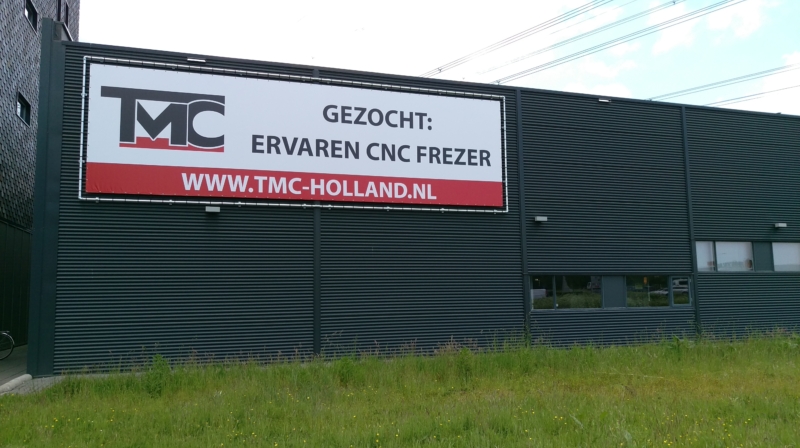 TMC
GEZOCHT:
ERVAREN CNC FREZER
WWW.TMC-HOLLAND.NL